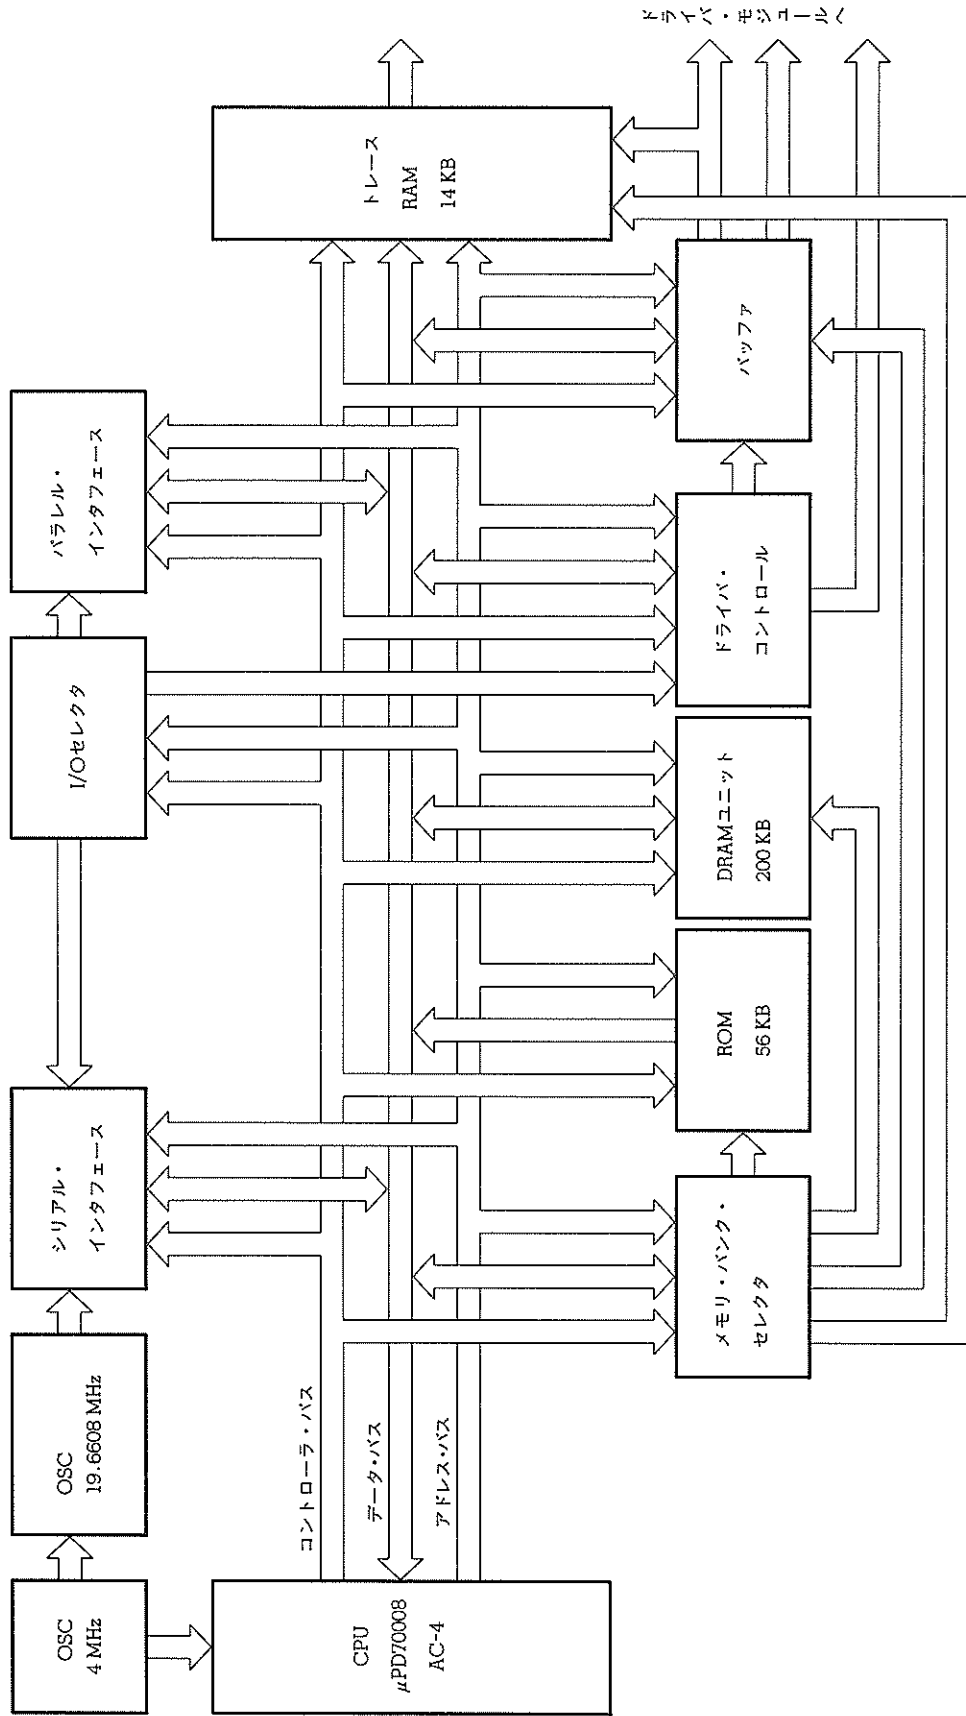 OSC
4 MHz
OSC
19.6608 MHz
シリアル・
インタフェース
I/Oセレクタ
パラレル・
インタフェース
CPU
μPD70008
AC-4
コントローラ・バス
データ・バス
アドレス・バス
トレース
RAM
14 KB
メモリ・バンク・
セレクタ
ROM
56 KB
DRAMユニット
200 KB
ドライバ・
コントロール
バッファ
ドライバ・モジュールへ